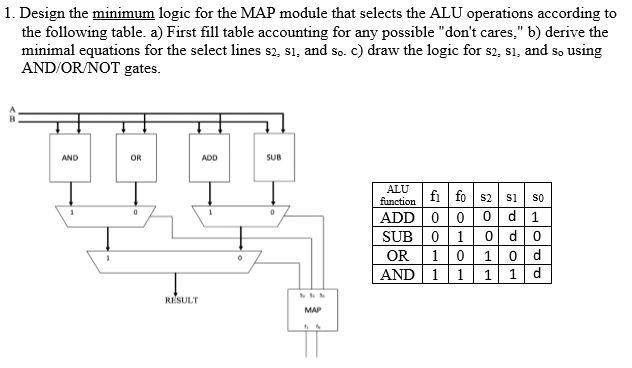 1. Design the minimum logic for the MAP module that selects the ALU operations according to
the following table. a) First fill table accounting for any possible "don't cares," b) derive the
minimal equations for the select lines s2, s1, and so. c) draw the logic for s2, s1, and so using
AND/OR/NOT gates.
A
B
AND OR ADD SUB
1 0 1 0
1 0
RESULT
s2 s1 s0
MAP
f1 f0
ALU function f1 f0 s2 s1 s0
ADD 0 0 0 d 1
SUB 0 1 0 d 0
OR 1 0 1 0 d
AND 1 1 1 1 d